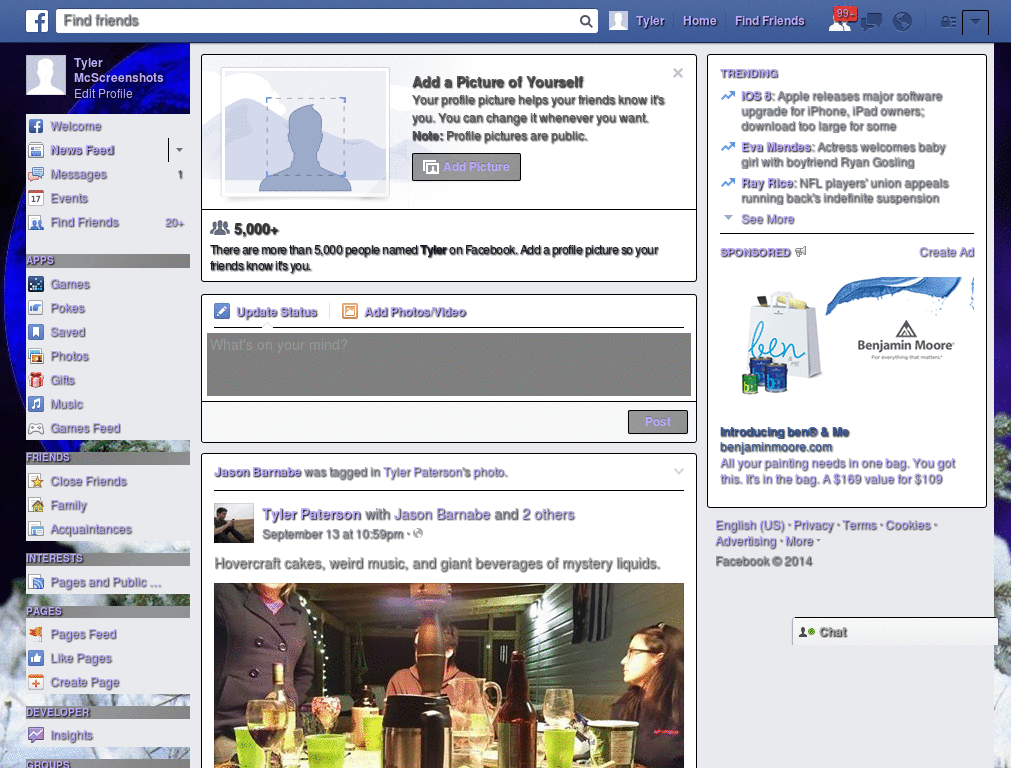 Find friends
Tyler
Home
Find Friends
99+
Tyler
McScreenshots
Edit Profile
Welcome
News Feed
Messages 1
17 Events
Find Friends 20+
APPS
Games
Pokes
Saved
Photos
Gifts
Music
Games Feed
FRIENDS
Close Friends
Family
Acquaintances
INTERESTS
Pages and Public ...
PAGES
Pages Feed
Like Pages
Create Page
DEVELOPER
Insights
GROUPS
Add a Picture of Yourself
Your profile picture helps your friends know it's
you. You can change it whenever you want.
Note: Profile pictures are public.
Add Picture
5,000+
There are more than 5,000 people named Tyler on Facebook. Add a profile picture so your
friends know it's you.
Update Status
Add Photos/Video
What's on your mind?
Post
Jason Barnabe was tagged in Tyler Paterson's photo.
Tyler Paterson with Jason Barnabe and 2 others
September 13 at 10:59pm ·
Hovercraft cakes, weird music, and giant beverages of mystery liquids.
TRENDING
iOS 8: Apple releases major software
upgrade for iPhone, iPad owners;
download too large for some
Eva Mendes: Actress welcomes baby
girl with boyfriend Ryan Gosling
Ray Rice: NFL players' union appeals
running back's indefinite suspension
See More
SPONSORED
Create Ad
ben
& ME
Benjamin Moore®
For everything that matters.™
Introducing ben® & Me
benjaminmoore.com
All your painting needs in one bag. You got
this. It's in the bag. A $169 value for $109
English (US) · Privacy · Terms · Cookies ·
Advertising · More
Facebook © 2014
Chat